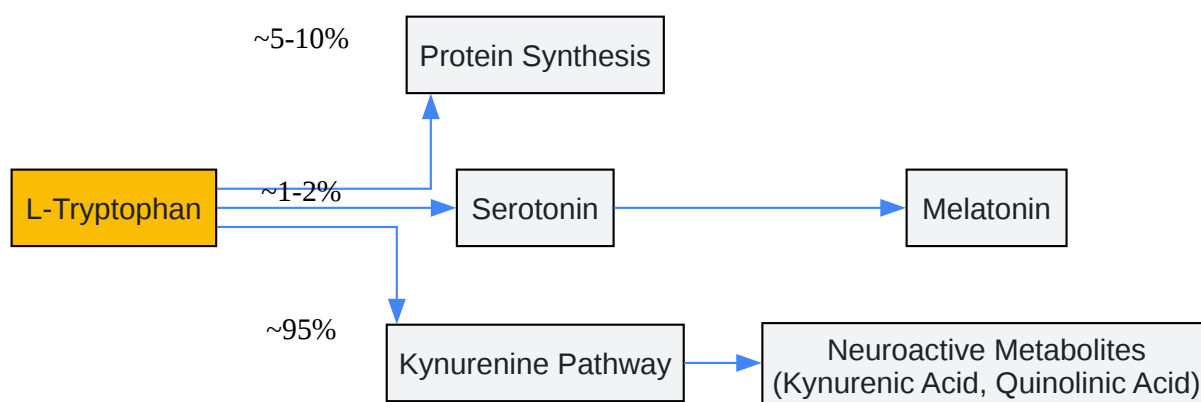 ~5-10%
Protein Synthesis
L-Tryptophan
~1-2%
Serotonin
Melatonin
~95%
Kynurenine Pathway
Neuroactive Metabolites
(Kynurenic Acid, Quinolinic Acid)